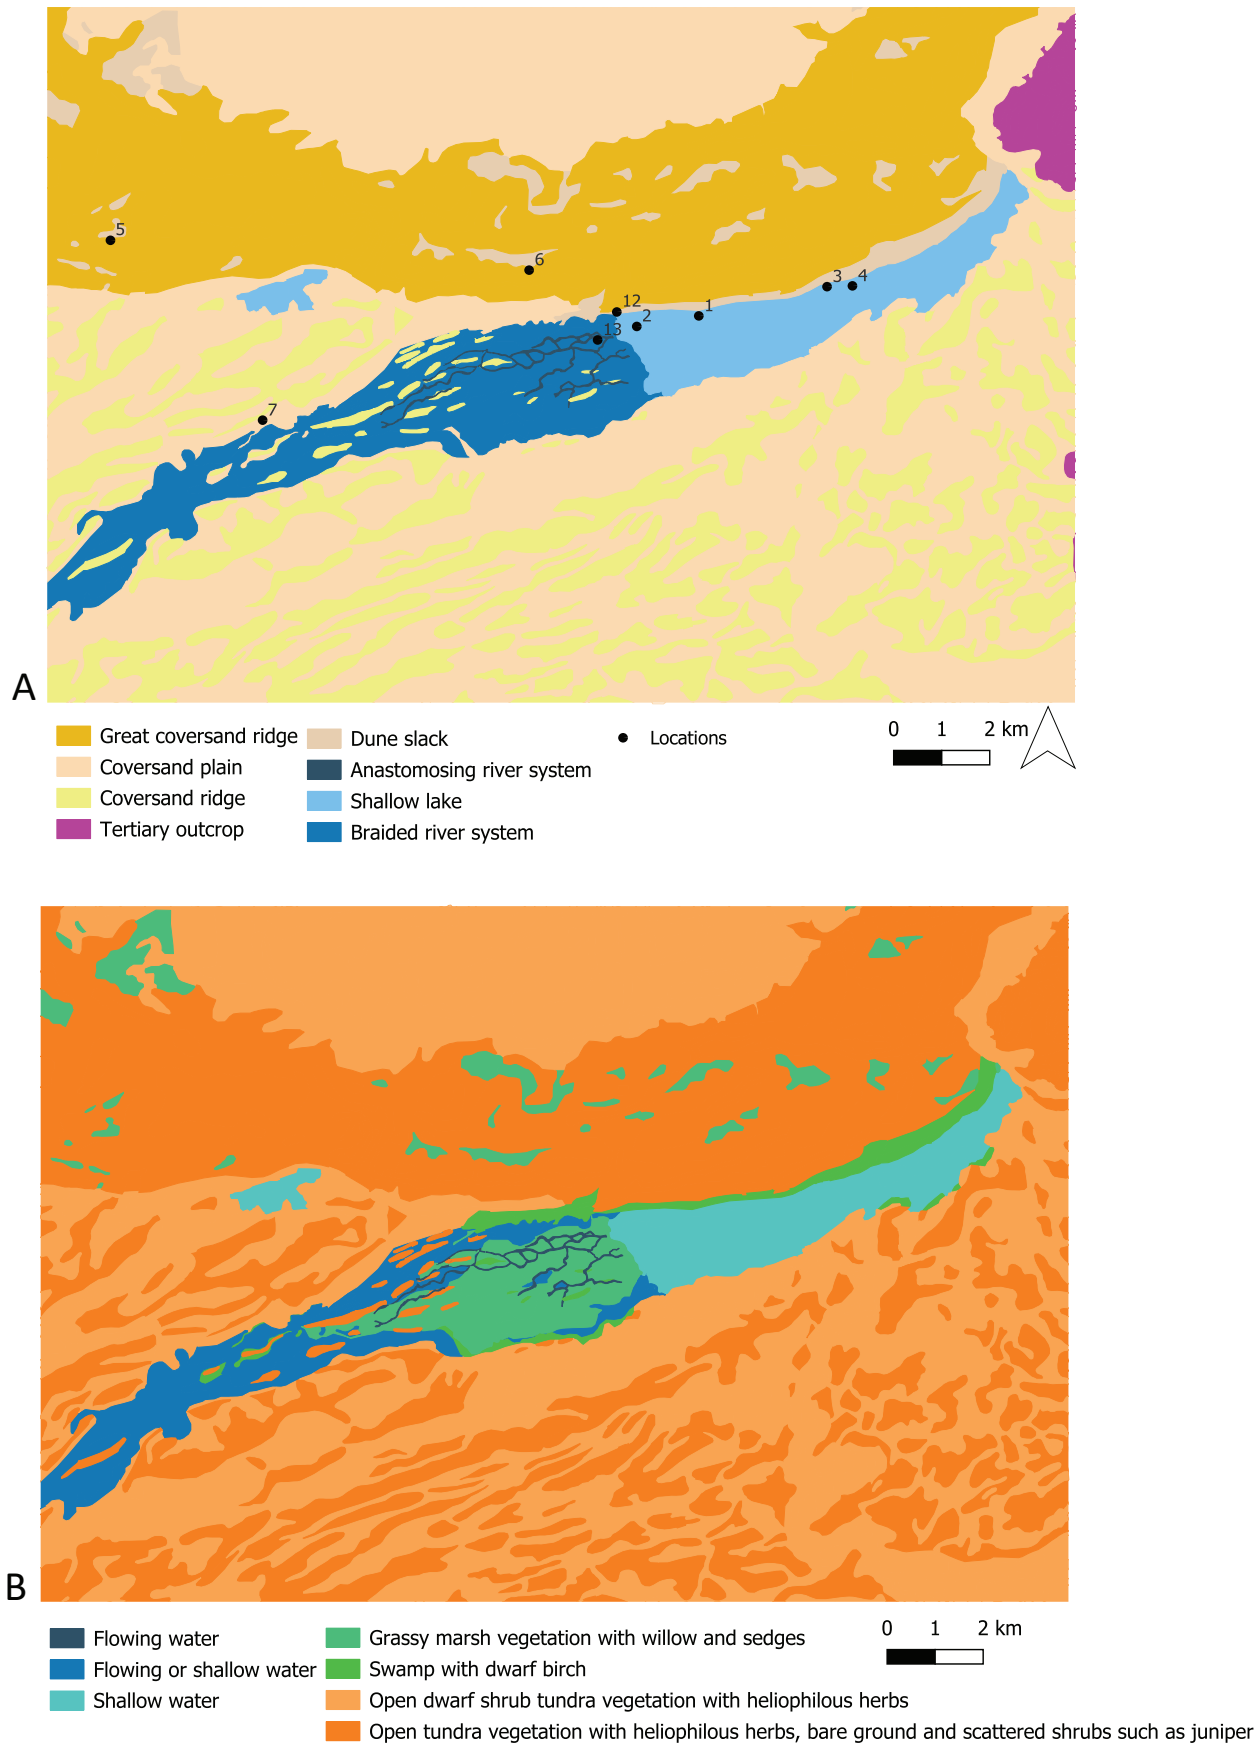 5
6
12
3
4
1
2
13
7
A
0 1 2 km
Great coversand ridge
Coversand plain
Coversand ridge
Tertiary outcrop
Dune slack
Anastomosing river system
Shallow lake
Braided river system
Locations
B
0 1 2 km
Flowing water
Flowing or shallow water
Shallow water
Grassy marsh vegetation with willow and sedges
Swamp with dwarf birch
Open dwarf shrub tundra vegetation with heliophilous herbs
Open tundra vegetation with heliophilous herbs, bare ground and scattered shrubs such as juniper